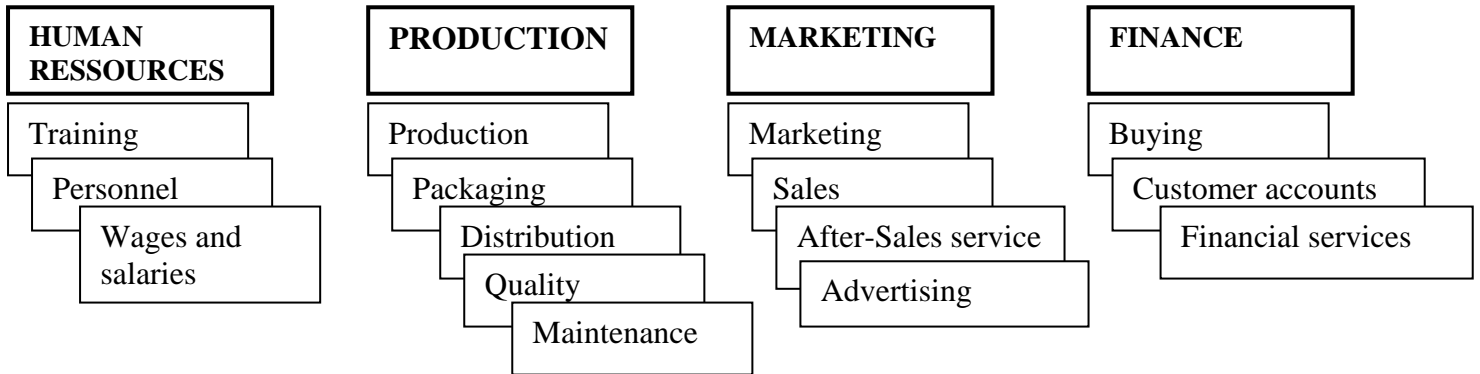 HUMAN
RESSOURCES
Training
Personnel
Wages and
salaries
PRODUCTION
Production
Packaging
Distribution
Quality
Maintenance
MARKETING
Marketing
Sales
After-Sales service
Advertising
FINANCE
Buying
Customer accounts
Financial services